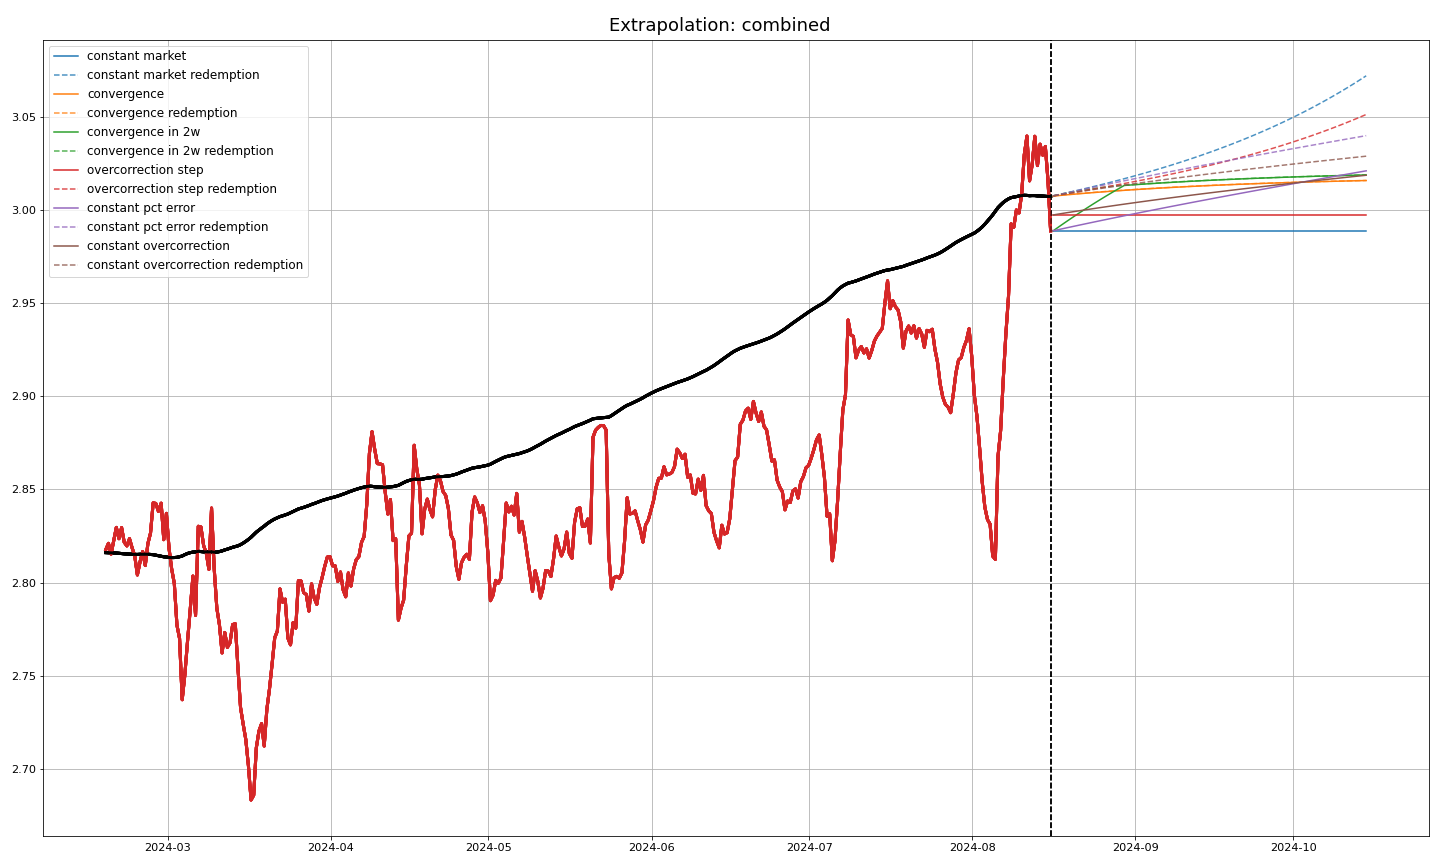 Extrapolation: combined
constant market
constant market redemption
convergence
convergence redemption
convergence in 2w
convergence in 2w redemption
overcorrection step
overcorrection step redemption
constant pct error
constant pct error redemption
constant overcorrection
constant overcorrection redemption
3.05
3.00
2.95
2.90
2.85
2.80
2.75
2.70
2024-03 2024-04 2024-05 2024-06 2024-07 2024-08 2024-09 2024-10